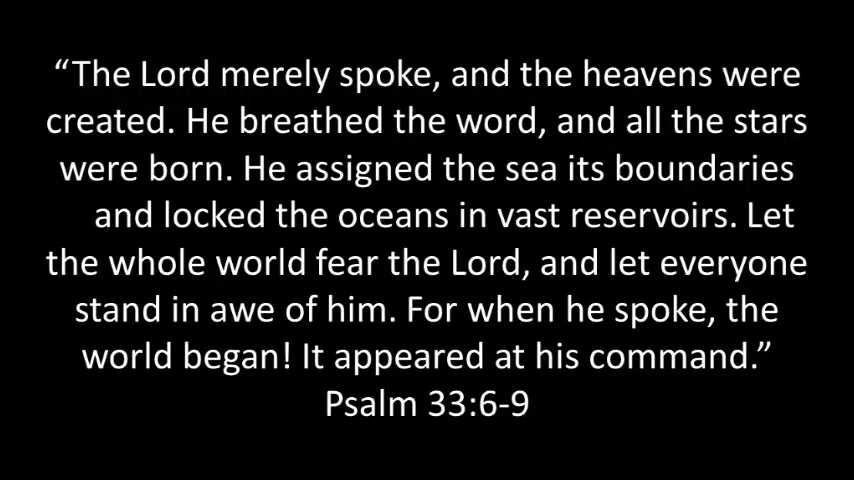 “The Lord merely spoke, and the heavens were
created. He breathed the word, and all the stars
were born. He assigned the sea its boundaries
and locked the oceans in vast reservoirs. Let
the whole world fear the Lord, and let everyone
stand in awe of him. For when he spoke, the
world began! It appeared at his command.”
Psalm 33:6-9